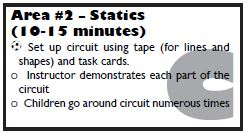 Area #2 – Statics
(10-15 minutes)
Set up circuit using tape (for lines and
shapes) and task cards.
o Instructor demonstrates each part of the
circuit
o Children go around circuit numerous times